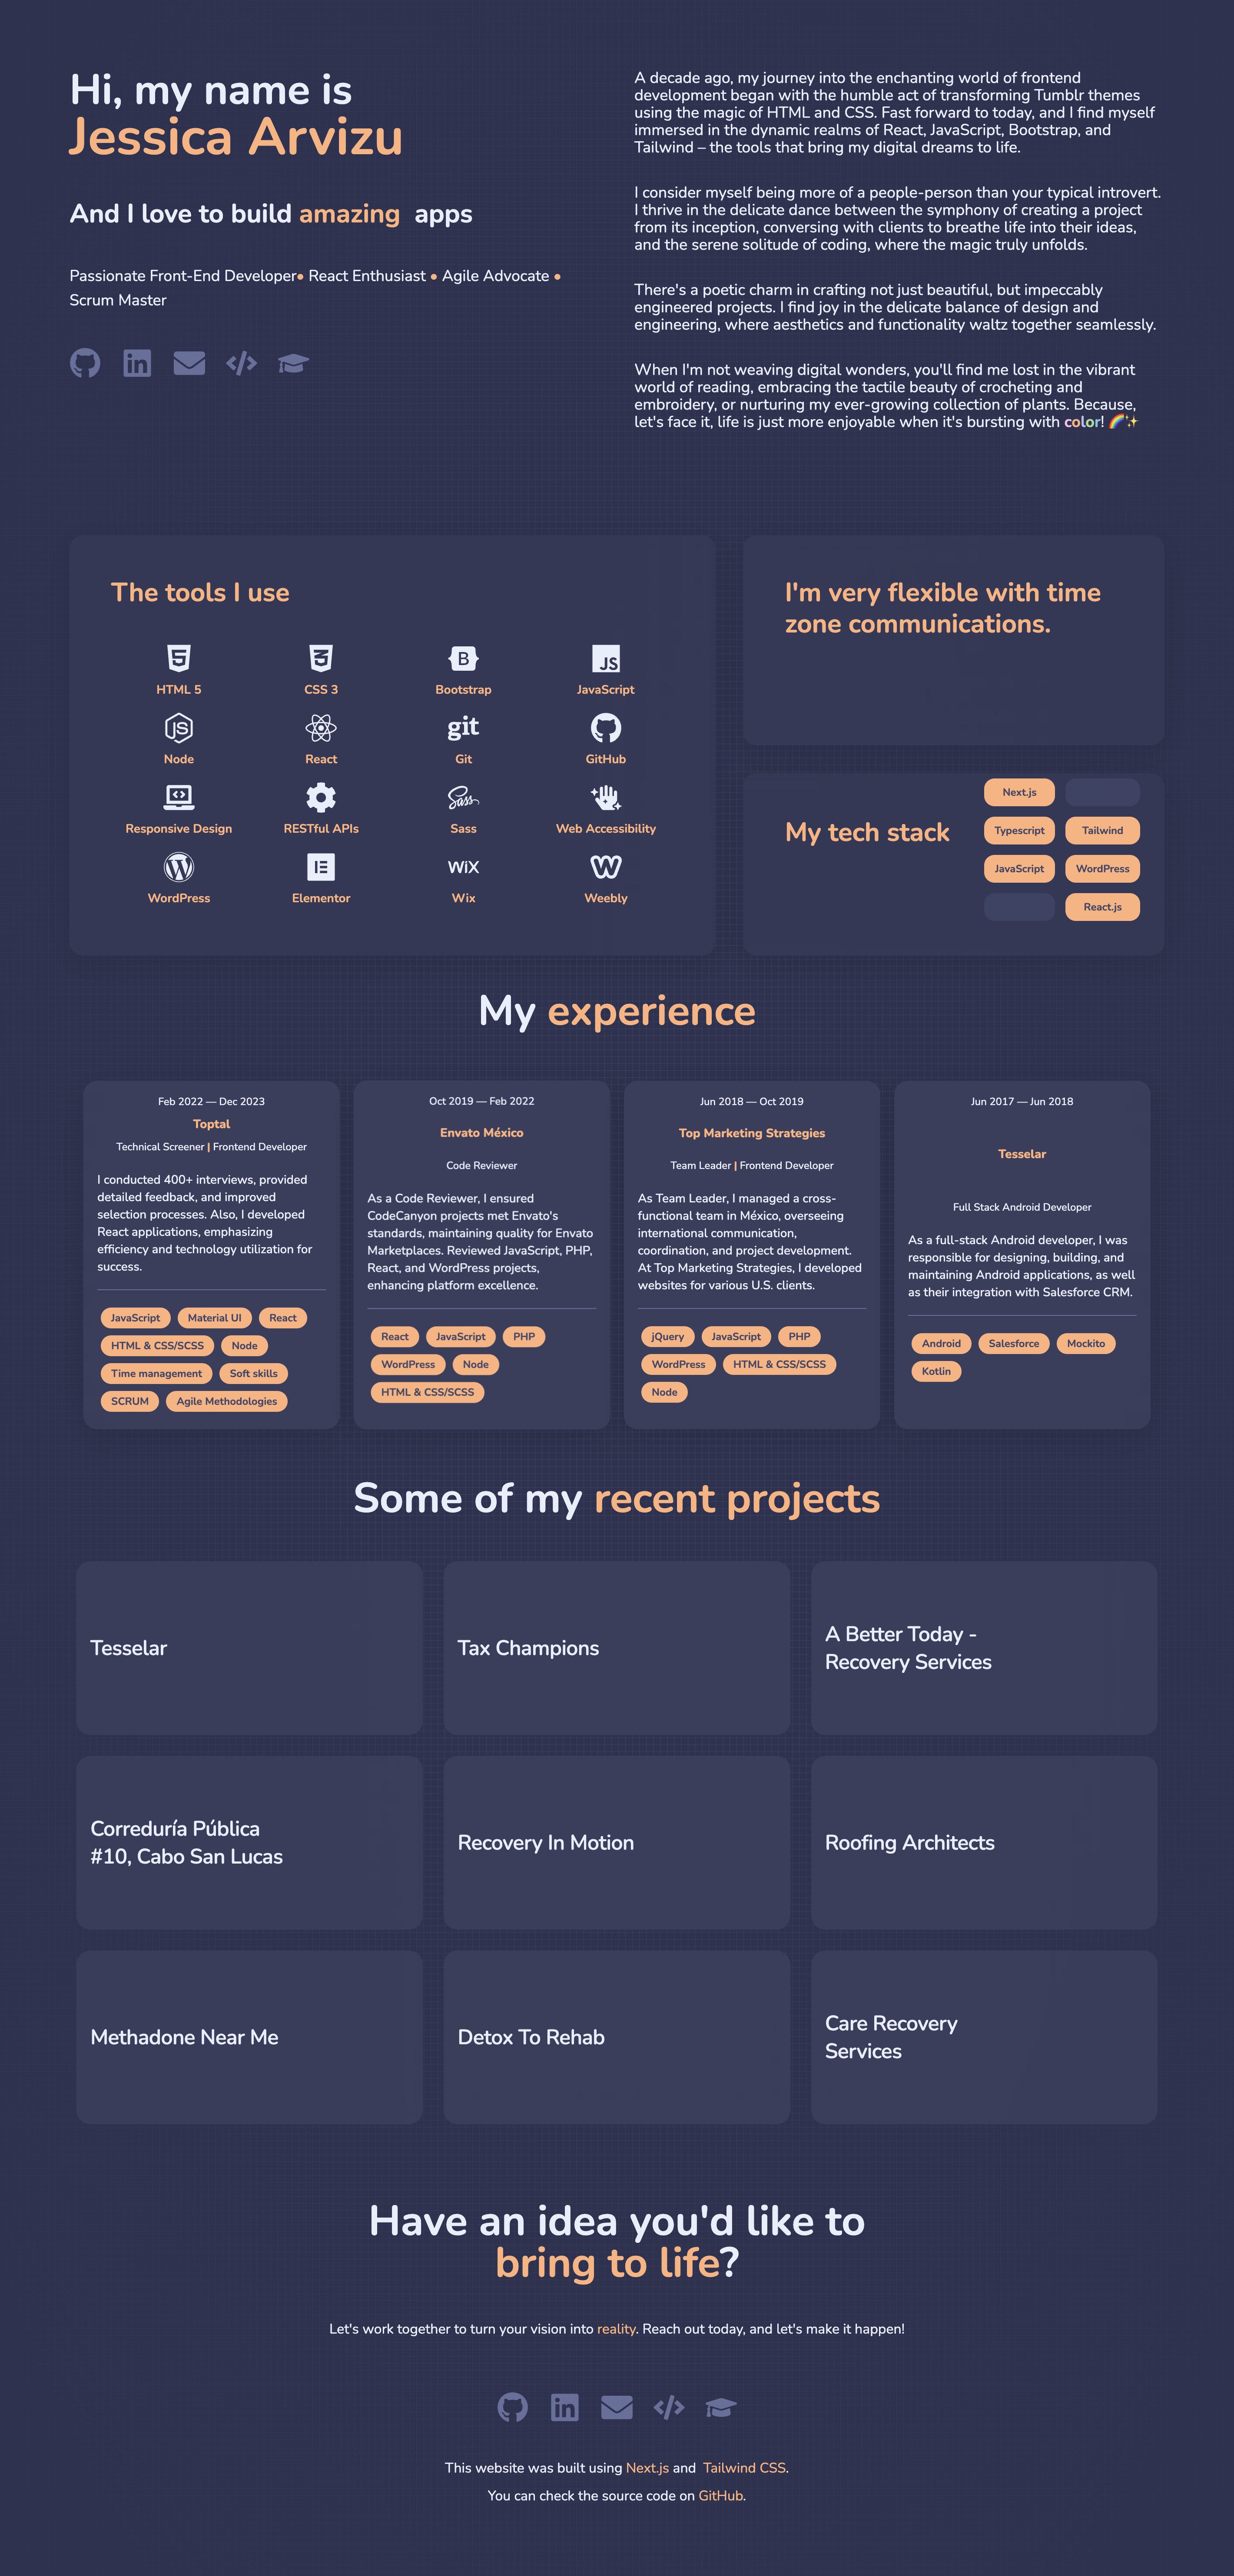 Hi, my name is
Jessica Arvizu
And I love to build amazing apps
Passionate Front-End Developer● React Enthusiast ● Agile Advocate ●
Scrum Master
A decade ago, my journey into the enchanting world of frontend
development began with the humble act of transforming Tumblr themes
using the magic of HTML and CSS. Fast forward to today, and I find myself
immersed in the dynamic realms of React, JavaScript, Bootstrap, and
Tailwind – the tools that bring my digital dreams to life.
I consider myself being more of a people-person than your typical introvert.
I thrive in the delicate dance between the symphony of creating a project
from its inception, conversing with clients to breathe life into their ideas,
and the serene solitude of coding, where the magic truly unfolds.
There's a poetic charm in crafting not just beautiful, but impeccably
engineered projects. I find joy in the delicate balance of design and
engineering, where aesthetics and functionality waltz together seamlessly.
When I'm not weaving digital wonders, you'll find me lost in the vibrant
world of reading, embracing the tactile beauty of crocheting and
embroidery, or nurturing my ever-growing collection of plants. Because,
let's face it, life is just more enjoyable when it's bursting with color! 🌈✨
The tools I use
HTML 5
CSS 3
B
Bootstrap
JS
JavaScript
JS
Node
React
git
Git
GitHub
Responsive Design
RESTful APIs
Sass
Sass
Web Accessibility
WordPress
Elementor
WiX
Wix
Weebly
I'm very flexible with time
zone communications.
My tech stack
Next.js
Typescript
Tailwind
JavaScript
WordPress
React.js
My experience
Feb 2022 — Dec 2023
Toptal
Technical Screener | Frontend Developer
I conducted 400+ interviews, provided
detailed feedback, and improved
selection processes. Also, I developed
React applications, emphasizing
efficiency and technology utilization for
success.
JavaScript
Material UI
React
HTML & CSS/SCSS
Node
Time management
Soft skills
SCRUM
Agile Methodologies
Oct 2019 — Feb 2022
Envato México
Code Reviewer
As a Code Reviewer, I ensured
CodeCanyon projects met Envato's
standards, maintaining quality for Envato
Marketplaces. Reviewed JavaScript, PHP,
React, and WordPress projects,
enhancing platform excellence.
React
JavaScript
PHP
WordPress
Node
HTML & CSS/SCSS
Jun 2018 — Oct 2019
Top Marketing Strategies
Team Leader | Frontend Developer
As Team Leader, I managed a cross-
functional team in México, overseeing
international communication,
coordination, and project development.
At Top Marketing Strategies, I developed
websites for various U.S. clients.
jQuery
JavaScript
PHP
WordPress
HTML & CSS/SCSS
Node
Jun 2017 — Jun 2018
Tesselar
Full Stack Android Developer
As a full-stack Android developer, I was
responsible for designing, building, and
maintaining Android applications, as well
as their integration with Salesforce CRM.
Android
Salesforce
Mockito
Kotlin
Some of my recent projects
Tesselar
Tax Champions
A Better Today -
Recovery Services
Correduría Pública
#10, Cabo San Lucas
Recovery In Motion
Roofing Architects
Methadone Near Me
Detox To Rehab
Care Recovery
Services
Have an idea you'd like to
bring to life?
Let's work together to turn your vision into reality. Reach out today, and let's make it happen!
This website was built using Next.js and Tailwind CSS.
You can check the source code on GitHub.